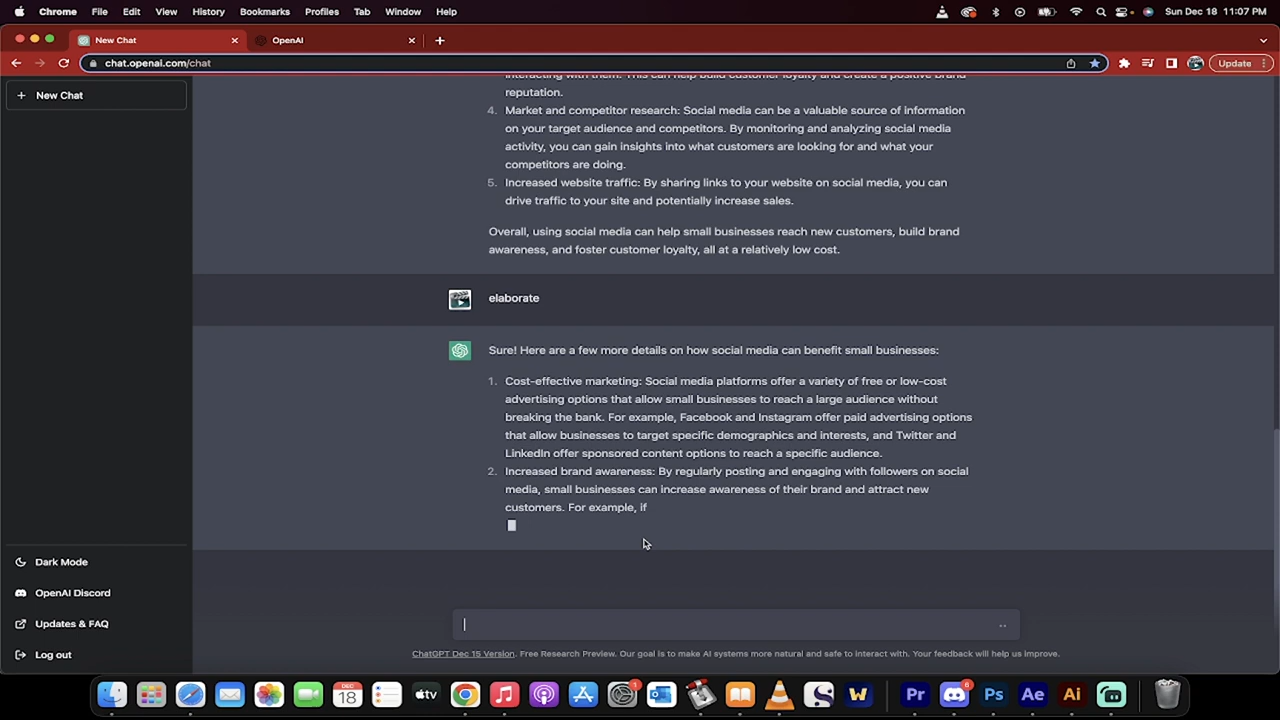 Chrome File Edit View History Bookmarks Profiles Tab Window Help Sun Dec 18 11:07 PM
New Chat OpenAI
chat.openai.com/chat Update
New Chat
reputation.
4. Market and competitor research: Social media can be a valuable source of information
on your target audience and competitors. By monitoring and analyzing social media
activity, you can gain insights into what customers are looking for and what your
competitors are doing.
5. Increased website traffic: By sharing links to your website on social media, you can
drive traffic to your site and potentially increase sales.
Overall, using social media can help small businesses reach new customers, build brand
awareness, and foster customer loyalty, all at a relatively low cost.
elaborate
Sure! Here are a few more details on how social media can benefit small businesses:
1. Cost-effective marketing: Social media platforms offer a variety of free or low-cost
advertising options that allow small businesses to reach a large audience without
breaking the bank. For example, Facebook and Instagram offer paid advertising options
that allow businesses to target specific demographics and interests, and Twitter and
LinkedIn offer sponsored content options to reach a specific audience.
2. Increased brand awareness: By regularly posting and engaging with followers on social
media, small businesses can increase awareness of their brand and attract new
customers. For example, if
Dark Mode
OpenAI Discord
Updates & FAQ
Log out
..
ChatGPT Dec 15 Version. Free Research Preview. Our goal is to make AI systems more natural and safe to interact with. Your feedback will help us improve.
DEC
18
tv
1
W
Pr
6
Ps
Ae
Ai